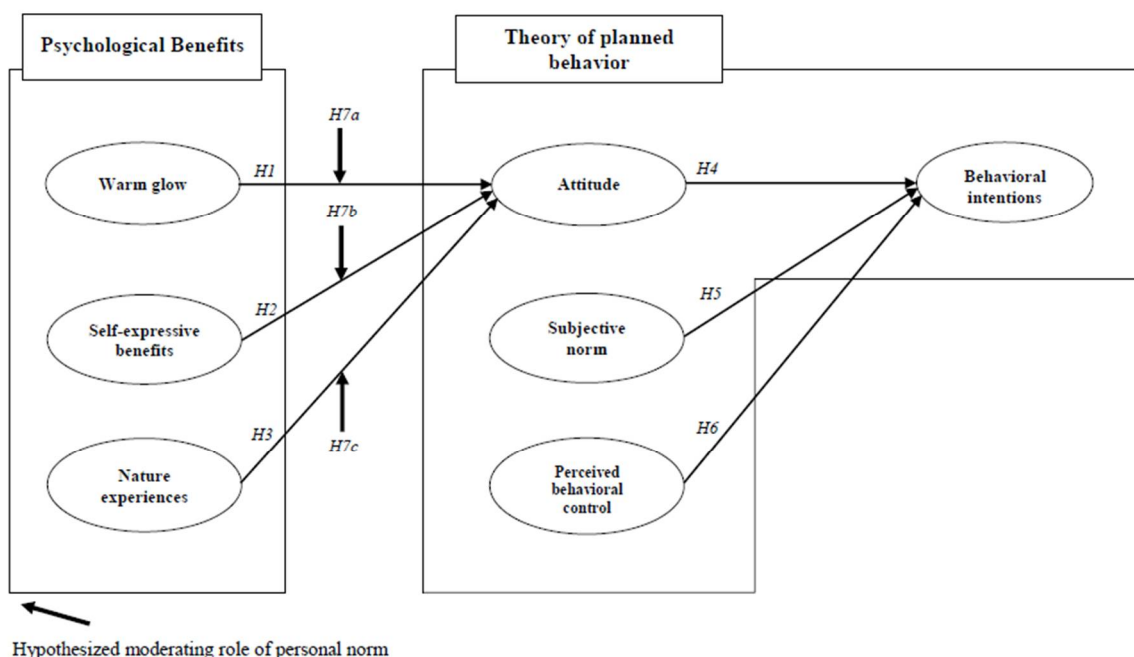 Psychological Benefits
Theory of planned
behavior
H7a
H1
Warm glow
Attitude
H4
Behavioral
intentions
H7b
H2
Self-expressive
benefits
H5
Subjective
norm
H3
H7c
H6
Nature
experiences
Perceived
behavioral
control
Hypothesized moderating role of personal norm